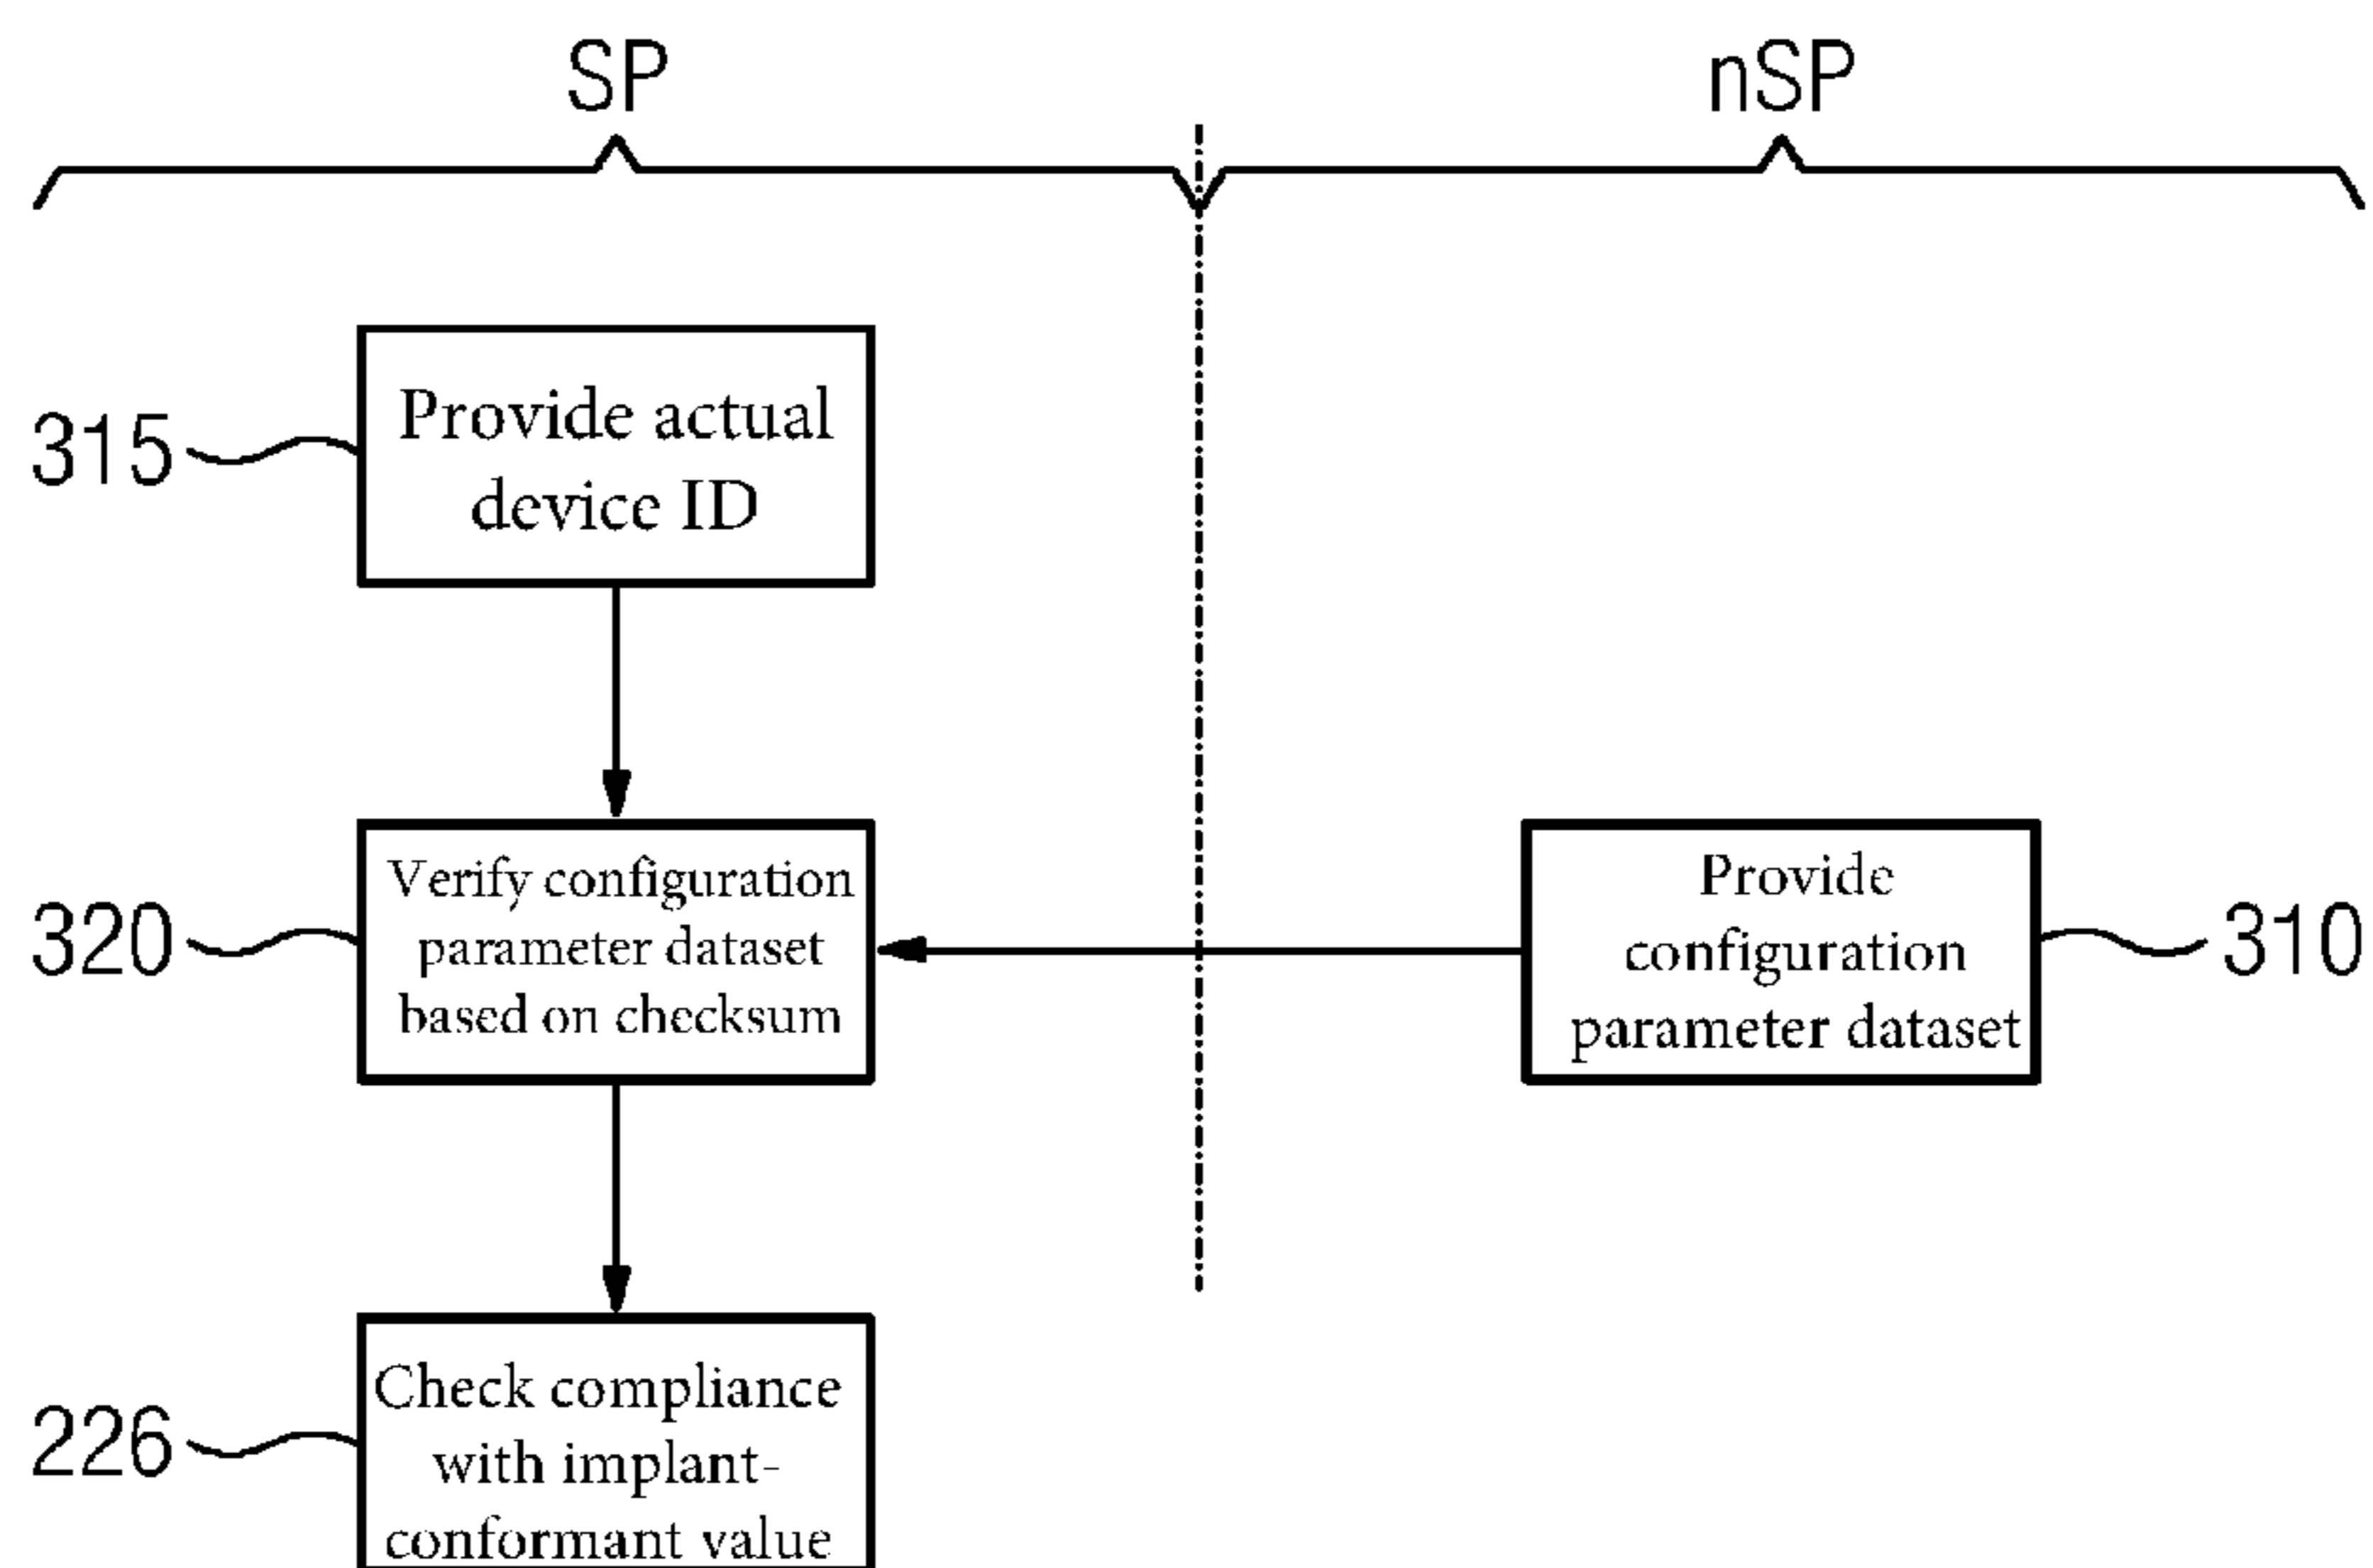 SP
nSP
315
Provide actual
device ID
320
Verify configuration
parameter dataset
based on checksum
Provide
configuration
parameter dataset
310
226
Check compliance
with implant-
conformant value